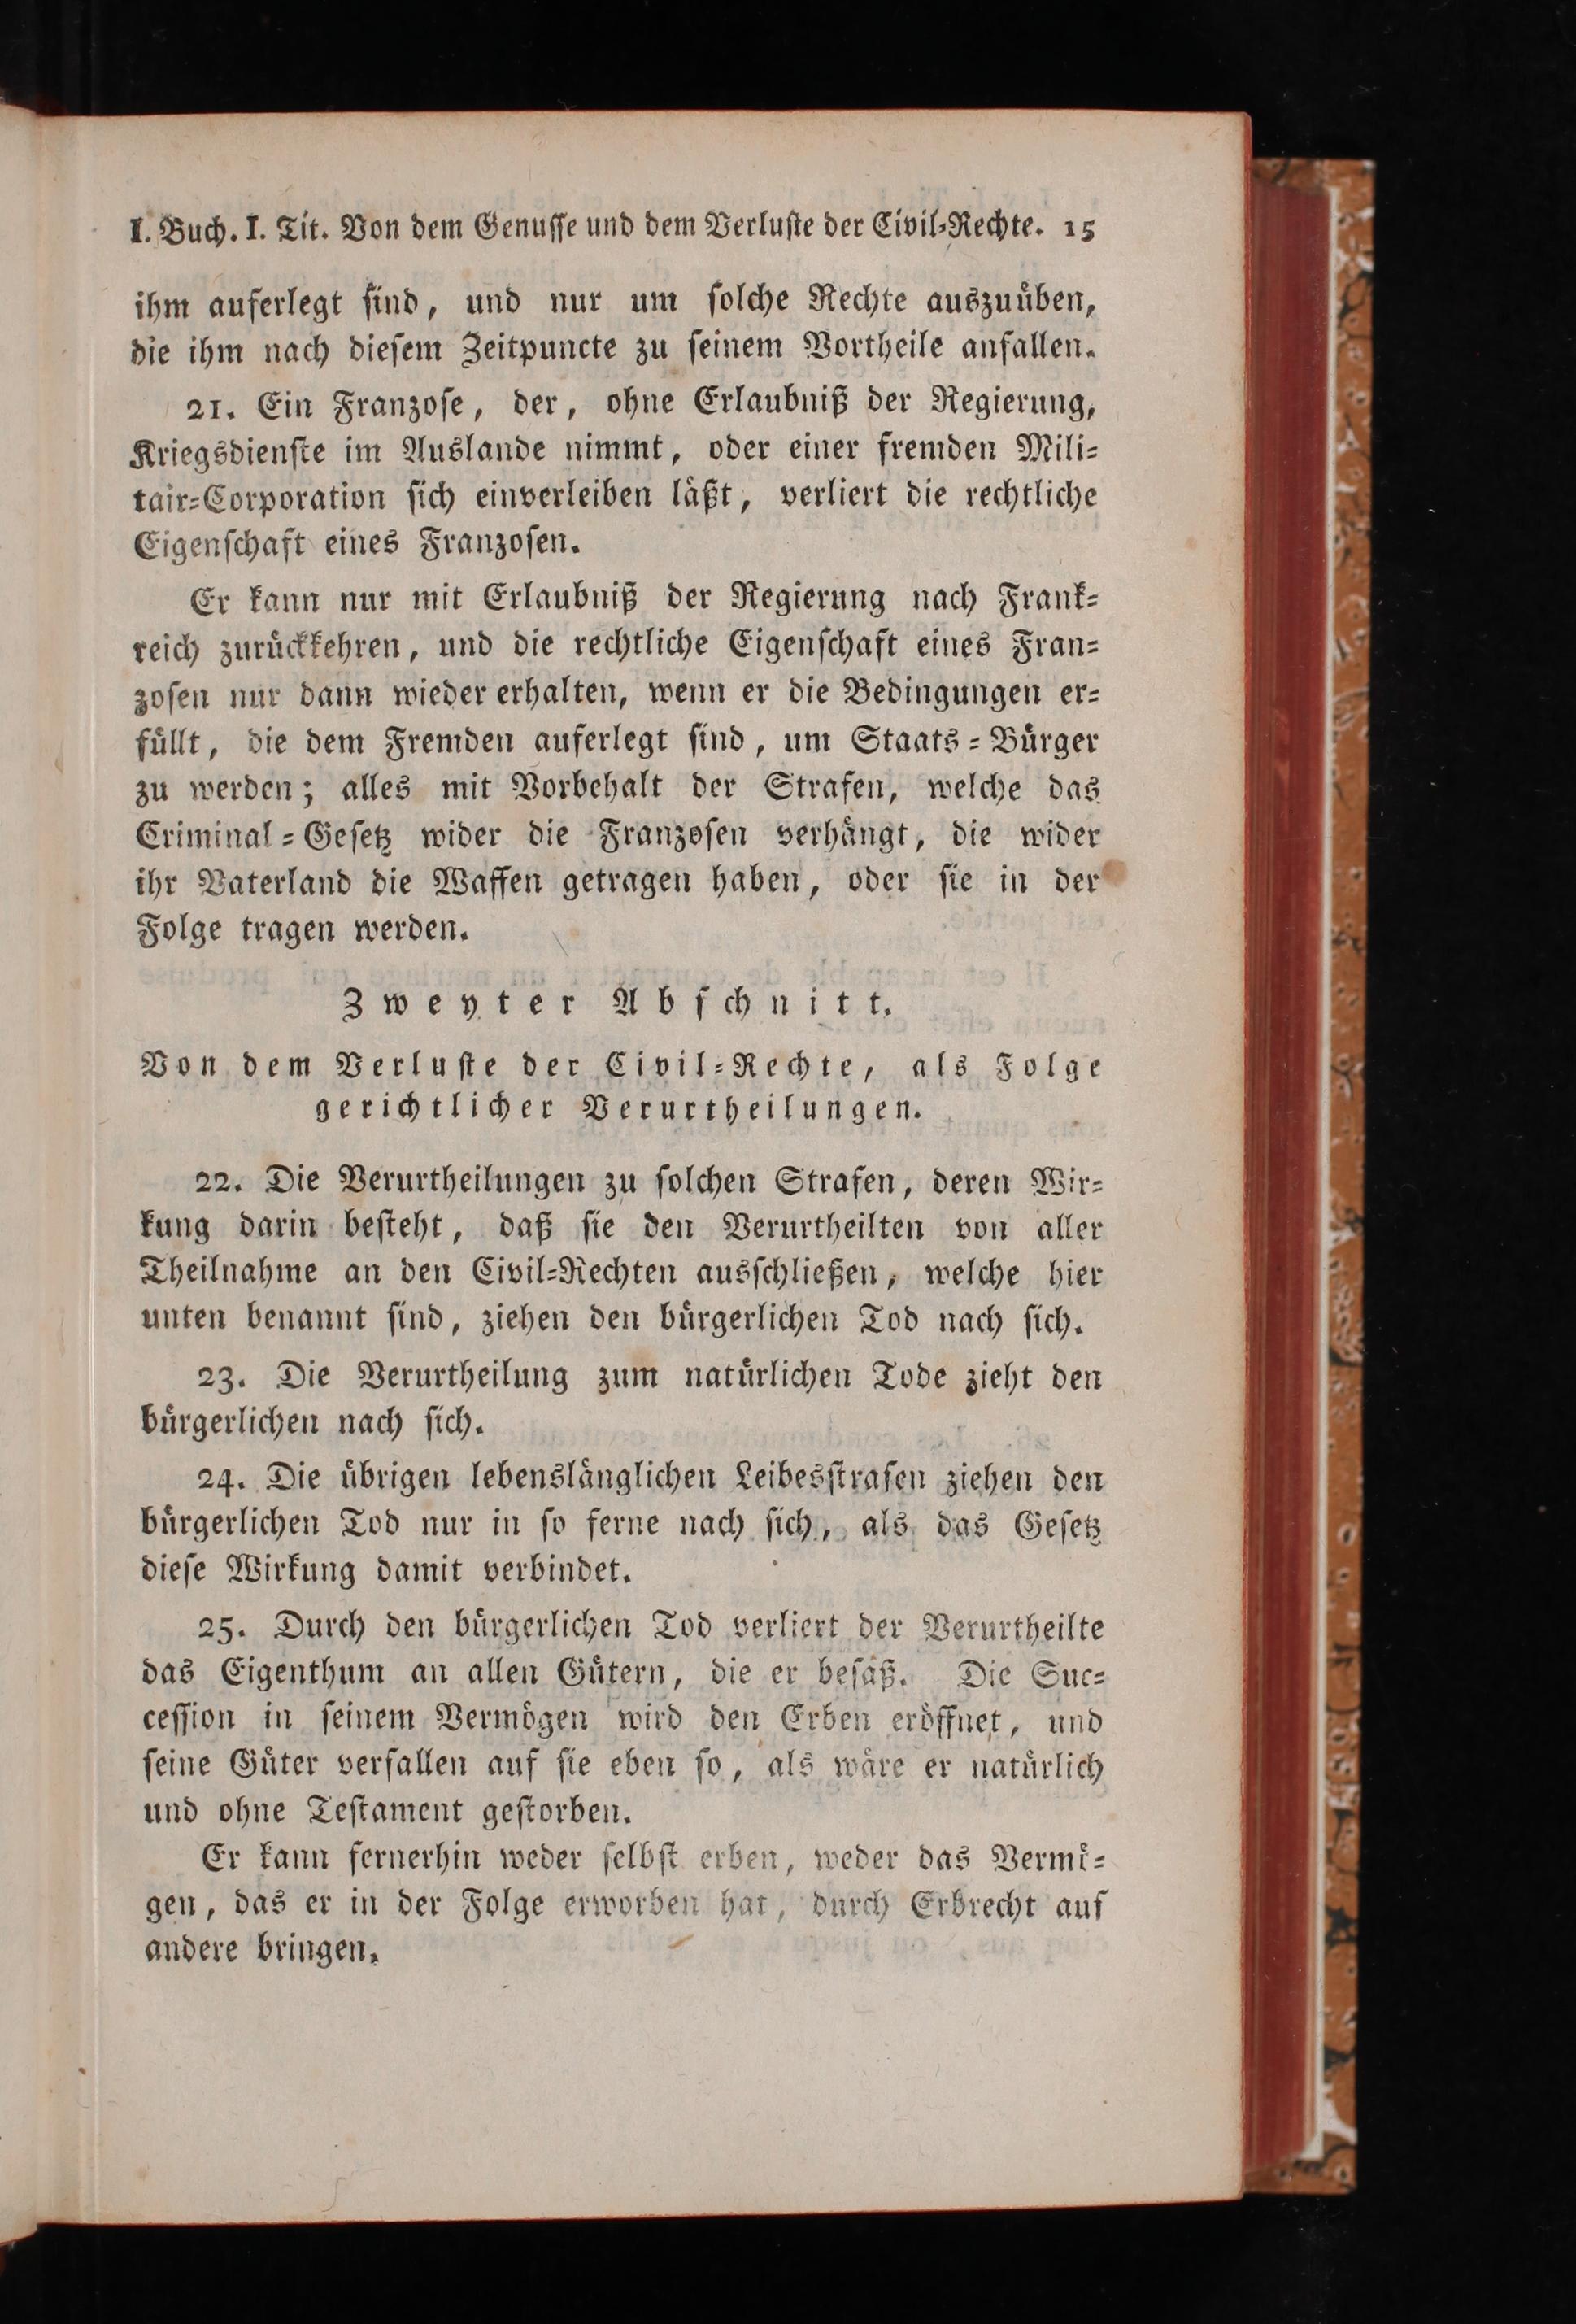 I. Buch. I. Tit. Von dem Genuſſe und dem Verluſte der Civil-Rechte. 15
ihm auferlegt ſind, und nur um ſolche Rechte auszuüben,
die ihm nach dieſem Zeitpuncte zu ſeinem Vortheile anfallen.
21. Ein Franzoſe, der, ohne Erlaubniß der Regierung,
Kriegsdienſte im Auslande nimmt, oder einer fremden Mili-
tair-Corporation ſich einverleiben läßt, verliert die rechtliche
Eigenſchaft eines Franzoſen.
Er kann nur mit Erlaubniß der Regierung nach Frank-
reich zurückkehren, und die rechtliche Eigenſchaft eines Fran-
zoſen nur dann wieder erhalten, wenn er die Bedingungen er-
füllt, die dem Fremden auferlegt ſind, um Staats-Bürger
zu werden; alles mit Vorbehalt der Strafen, welche das
Criminal-Geſetz wider die Franzoſen verhängt, die wider
ihr Vaterland die Waffen getragen haben, oder ſie in der
Folge tragen werden.
Zweyter Abſchnitt.
Von dem Verluſte der Civil-Rechte, als Folge
gerichtlicher Verurtheilungen.
22. Die Verurtheilungen zu ſolchen Strafen, deren Wir-
kung darin beſteht, daß ſie den Verurtheilten von aller
Theilnahme an den Civil-Rechten ausſchließen, welche hier
unten benannt ſind, ziehen den bürgerlichen Tod nach ſich.
23. Die Verurtheilung zum natürlichen Tode zieht den
bürgerlichen nach ſich.
24. Die übrigen lebenslänglichen Leibesſtrafen ziehen den
bürgerlichen Tod nur in ſo ferne nach ſich, als das Geſetz
dieſe Wirkung damit verbindet.
25. Durch den bürgerlichen Tod verliert der Verurtheilte
das Eigenthum an allen Gütern, die er beſaß. Die Suc-
ceſſion in ſeinem Vermögen wird den Erben eröffnet, und
ſeine Güter verfallen auf ſie eben ſo, als wäre er natürlich
und ohne Teſtament geſtorben.
Er kann fernerhin weder ſelbſt erben, weder das Vermö-
gen, das er in der Folge erworben hat, durch Erbrecht auf
andere bringen.